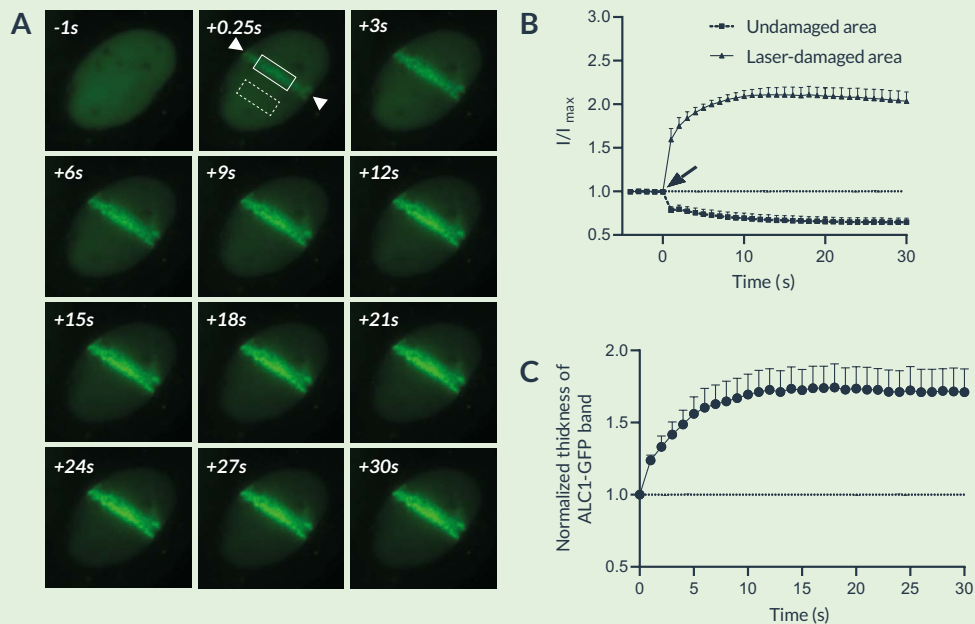 A
-1s
+0.25s
+3s
+6s
+9s
+12s
+15s
+18s
+21s
+24s
+27s
+30s
B
3.0
2.5
2.0
1.5
1.0
0.5
I/I max
Undamaged area
Laser-damaged area
0
10
20
30
Time (s)
C
2.0
1.5
1.0
0.5
Normalized thickness of
ALC1-GFP band
0
5
10
15
20
25
30
Time (s)